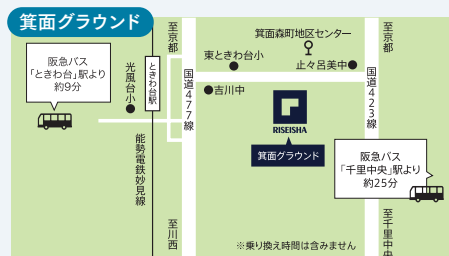 箕面グラウンド
至京都
至京都
箕面森町地区センター
阪急バス
「ときわ台」駅より
約9分
光風台小
ときわ台駅
国道477線
東ときわ台小
止々呂美中
国道423線
吉川中
RISEISHA
箕面グラウンド
能勢電鉄妙見線
阪急バス
「千里中央」駅より
約25分
至川西
至千里中央
※乗り換え時間は含みません